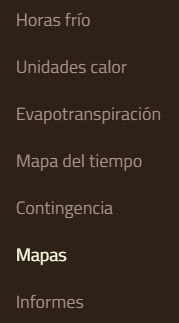 Horas frío
Unidades calor
Evapotranspiración
Mapa del tiempo
Contingencia
Mapas
Informes